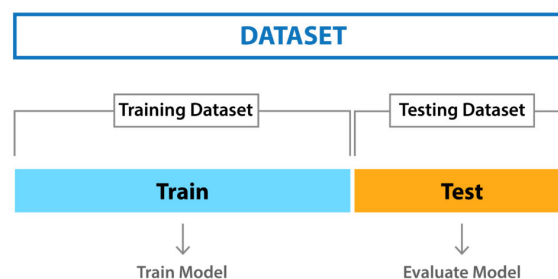 DATASET
Training Dataset
Testing Dataset
Train
Test
Train Model
Evaluate Model